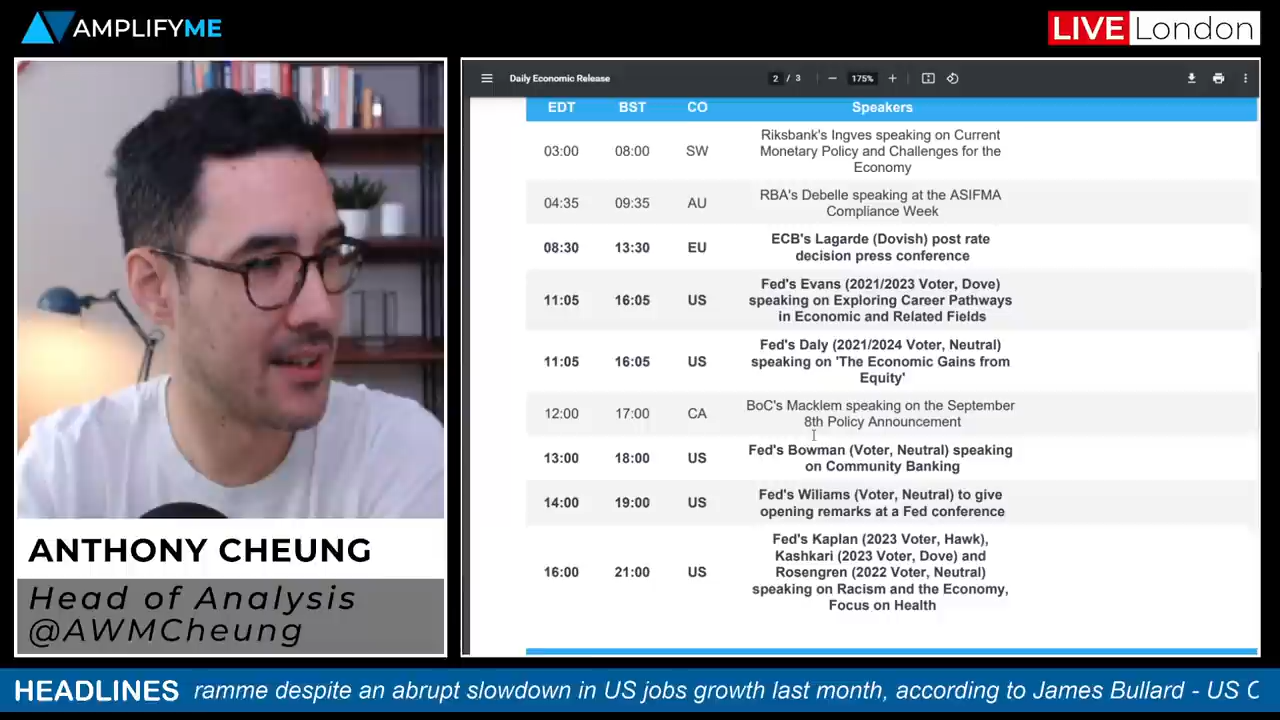 AMPLIFYME
LIVE London
Daily Economic Release
2 / 3
175%
EDT BST CO Speakers
03:00 08:00 SW Riksbank's Ingves speaking on Current
Monetary Policy and Challenges for the
Economy
04:35 09:35 AU RBA's Debelle speaking at the ASIFMA
Compliance Week
08:30 13:30 EU ECB's Lagarde (Dovish) post rate
decision press conference
11:05 16:05 US Fed's Evans (2021/2023 Voter, Dove)
speaking on Exploring Career Pathways
in Economic and Related Fields
11:05 16:05 US Fed's Daly (2021/2024 Voter, Neutral)
speaking on 'The Economic Gains from
Equity'
12:00 17:00 CA BoC's Macklem speaking on the September
8th Policy Announcement
13:00 18:00 US Fed's Bowman (Voter, Neutral) speaking
on Community Banking
14:00 19:00 US Fed's Wiliams (Voter, Neutral) to give
opening remarks at a Fed conference
16:00 21:00 US Fed's Kaplan (2023 Voter, Hawk),
Kashkari (2023 Voter, Dove) and
Rosengren (2022 Voter, Neutral)
speaking on Racism and the Economy,
Focus on Health
ANTHONY CHEUNG
Head of Analysis
@AWMCheung
HEADLINES ramme despite an abrupt slowdown in US jobs growth last month, according to James Bullard - US C